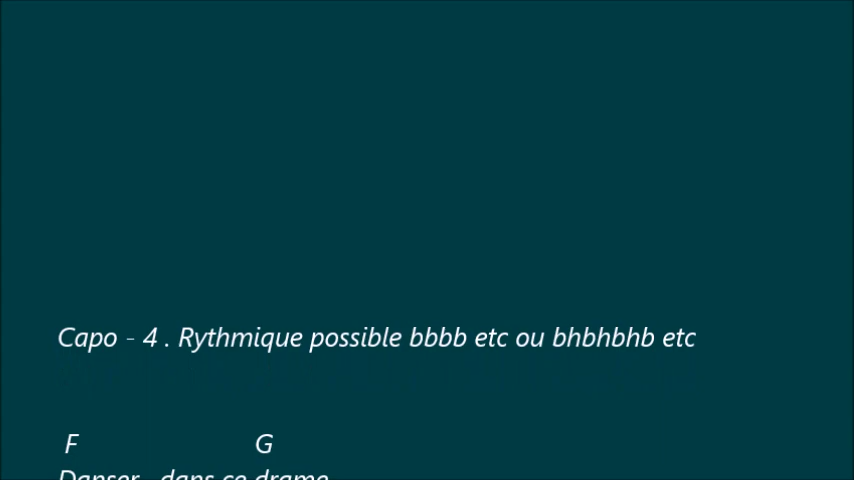 Capo - 4 . Rythmique possible bbbb etc ou bhbhbhb etc
F G
Danser dans ce drame